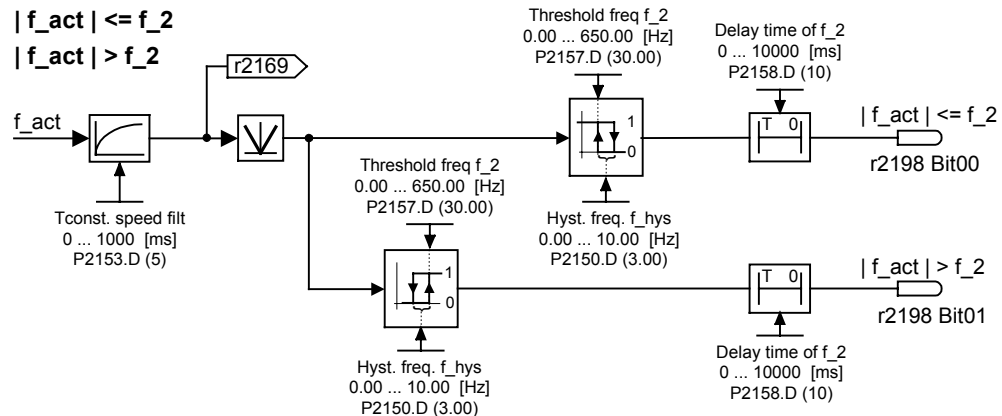 | f_act | <= f_2
| f_act | > f_2
r2169
f_act
Tconst. speed filt
0 ... 1000 [ms]
P2153.D (5)
Threshold freq f_2
0.00 ... 650.00 [Hz]
P2157.D (30.00)
1
0
Hyst. freq. f_hys
0.00 ... 10.00 [Hz]
P2150.D (3.00)
Delay time of f_2
0 ... 10000 [ms]
P2158.D (10)
T 0
| f_act | <= f_2
r2198 Bit00
Threshold freq f_2
0.00 ... 650.00 [Hz]
P2157.D (30.00)
1
0
Hyst. freq. f_hys
0.00 ... 10.00 [Hz]
P2150.D (3.00)
T 0
Delay time of f_2
0 ... 10000 [ms]
P2158.D (10)
| f_act | > f_2
r2198 Bit01